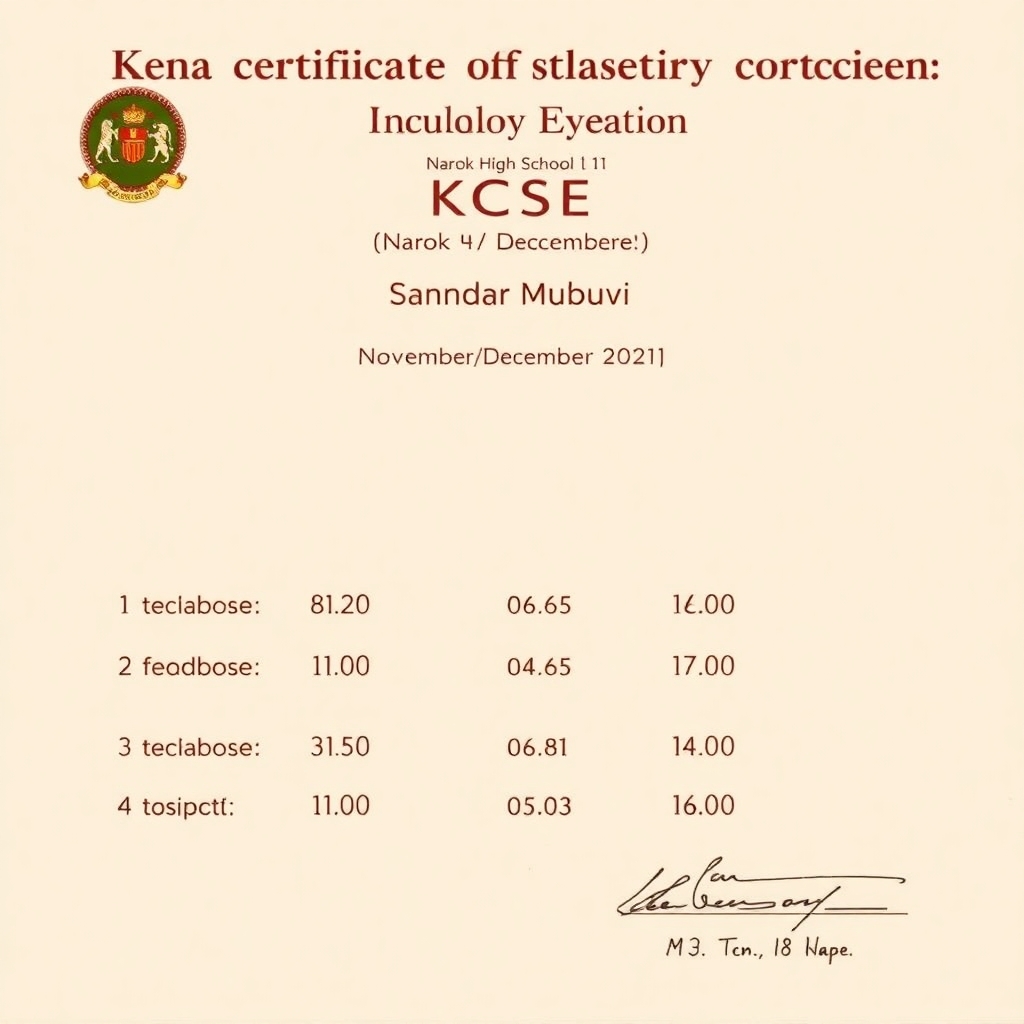 Kena certifiicate off stlasetiry cortccieen:
Inculoloy Eyeation
Narok High School 1 11
KCSE
(Narok 4/ Deccembere!)
Sanndar Mubuvi
November/December 2021]
1 teclabose: 81.20 06.65 16.00
2 feodbose: 11.00 04.65 17.00
3 teclabose: 31.50 06.81 14.00
4 tosipctt: 11.00 05.03 16.00
M3. Tcn., 18 Hape.